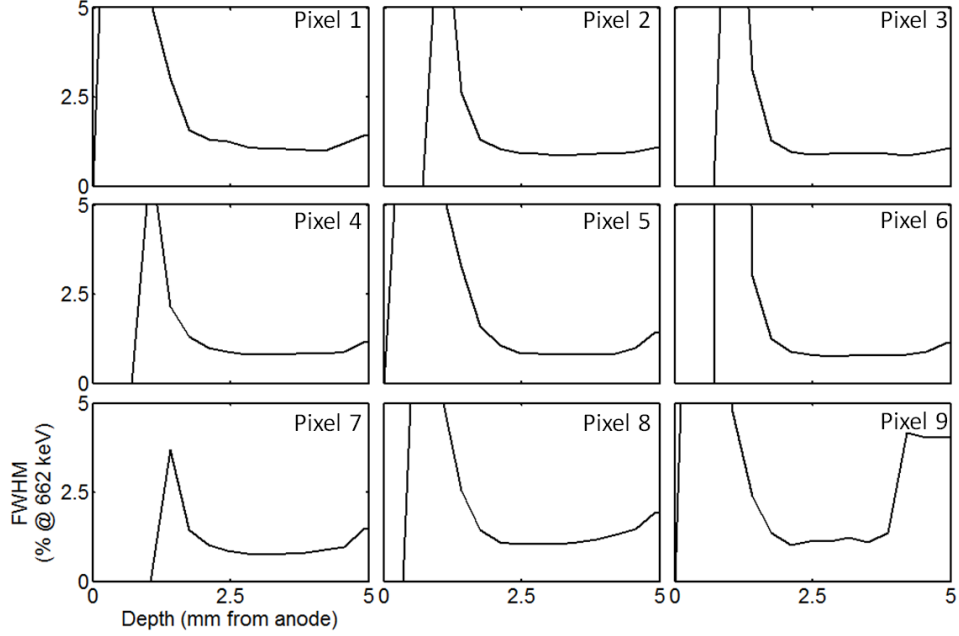 5 Pixel 1 Pixel 2 Pixel 3
2.5
0
5 Pixel 4 Pixel 5 Pixel 6
2.5
0
5 Pixel 7 Pixel 8 Pixel 9
2.5
0
FWHM
(% @ 662 keV)
0 2.5 5 0 2.5 5 0 2.5 5
Depth (mm from anode)